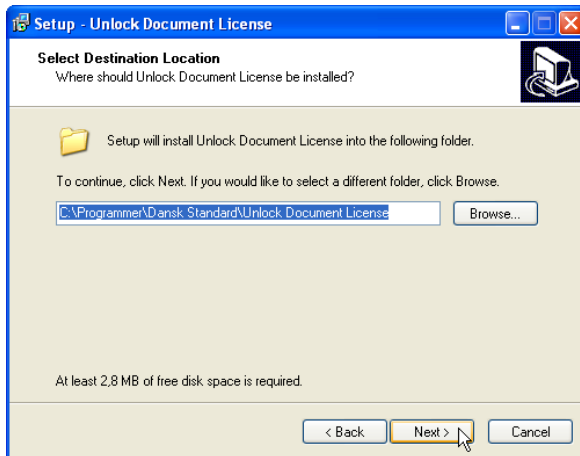 Setup - Unlock Document License
Select Destination Location
Where should Unlock Document License be installed?
Setup will install Unlock Document License into the following folder.
To continue, click Next. If you would like to select a different folder, click Browse.
C:\Programmer\Dansk Standard\Unlock Document License
Browse...
At least 2,8 MB of free disk space is required.
< Back
Next >
Cancel